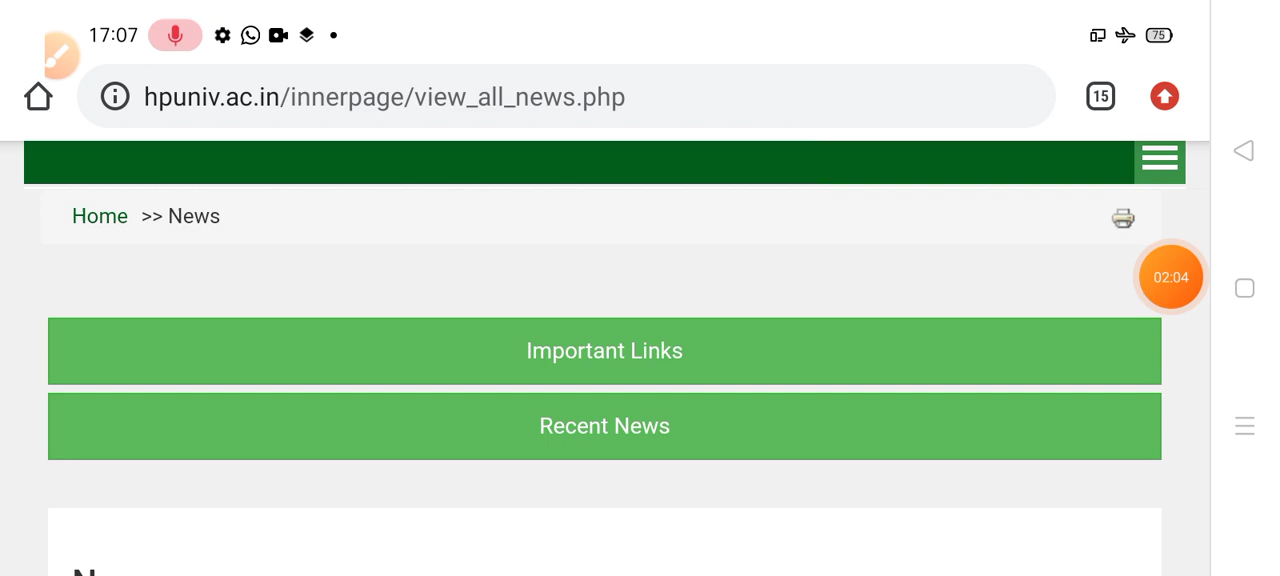 17:07
75
hpuniv.ac.in/innerpage/view_all_news.php
15
Home >> News
02:04
Important Links
Recent News